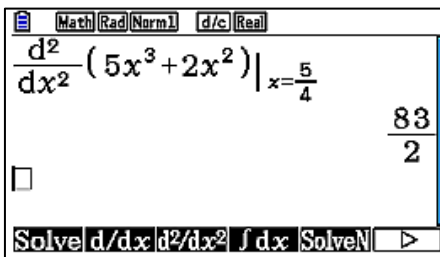 Math Rad Norm1 d/c Real
d²/dx²(5x³+2x²)|x=5/4
83/2
Solve d/dx d²/dx² ∫dx SolveN ▷